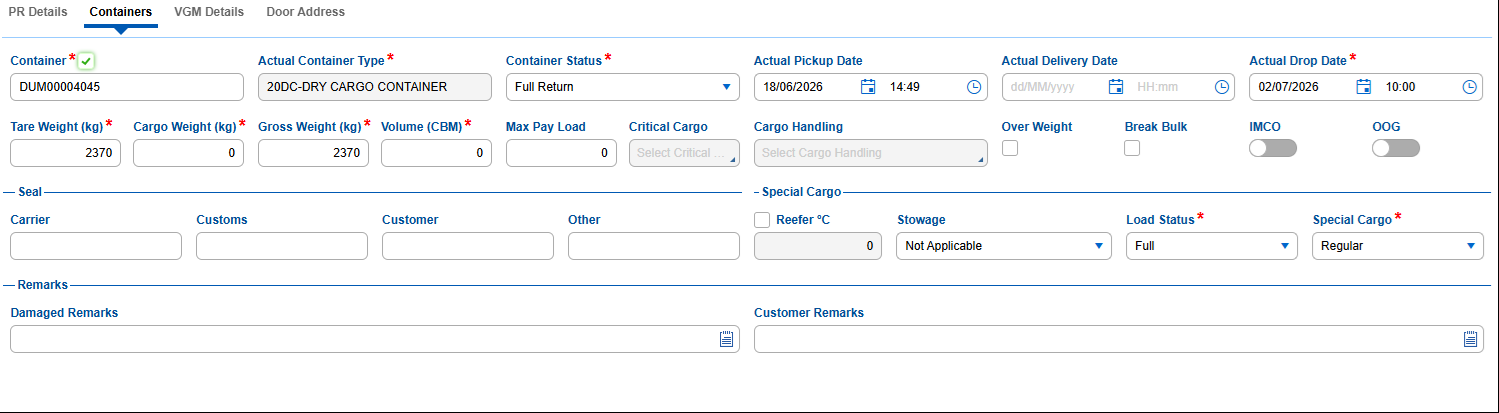 PR Details Containers VGM Details Door Address
Container * Actual Container Type * Container Status * Actual Pickup Date Actual Delivery Date Actual Drop Date *
DUM00004045 20DC-DRY CARGO CONTAINER Full Return 18/06/2026 14:49 dd/MM/yyyy HH:mm 02/07/2026 10:00
Tare Weight (kg) * Cargo Weight (kg) * Gross Weight (kg) * Volume (CBM) * Max Pay Load Critical Cargo Cargo Handling Over Weight Break Bulk IMCO OOG
2370 0 2370 0 0 Select Critical ... Select Cargo Handling
Seal Special Cargo
Carrier Customs Customer Other Reefer °C Stowage Load Status * Special Cargo *
0 Not Applicable Full Regular
Remarks
Damaged Remarks Customer Remarks